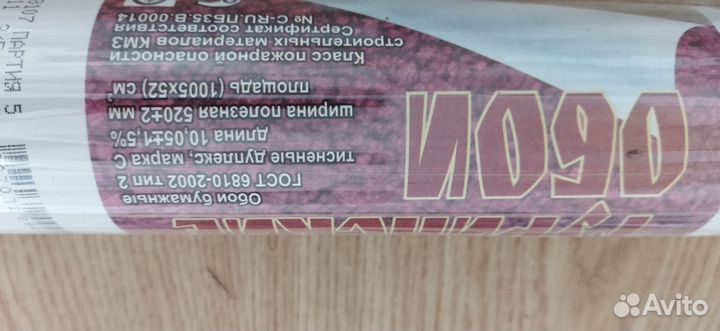 Обои бумажные
ГОСТ 6810-2002 тип 2
тисненые дуплекс, марка С
длина 10,05±1,5%
ширина полезная 520±2 мм
площадь (1005х52) см²
Класс пожарной опасности
строительных материалов КМ3
Сертификат соответствия
№ C-RU.ПБ35.В.00014
ОБОИ
ПАРТИЯ 5
Avito